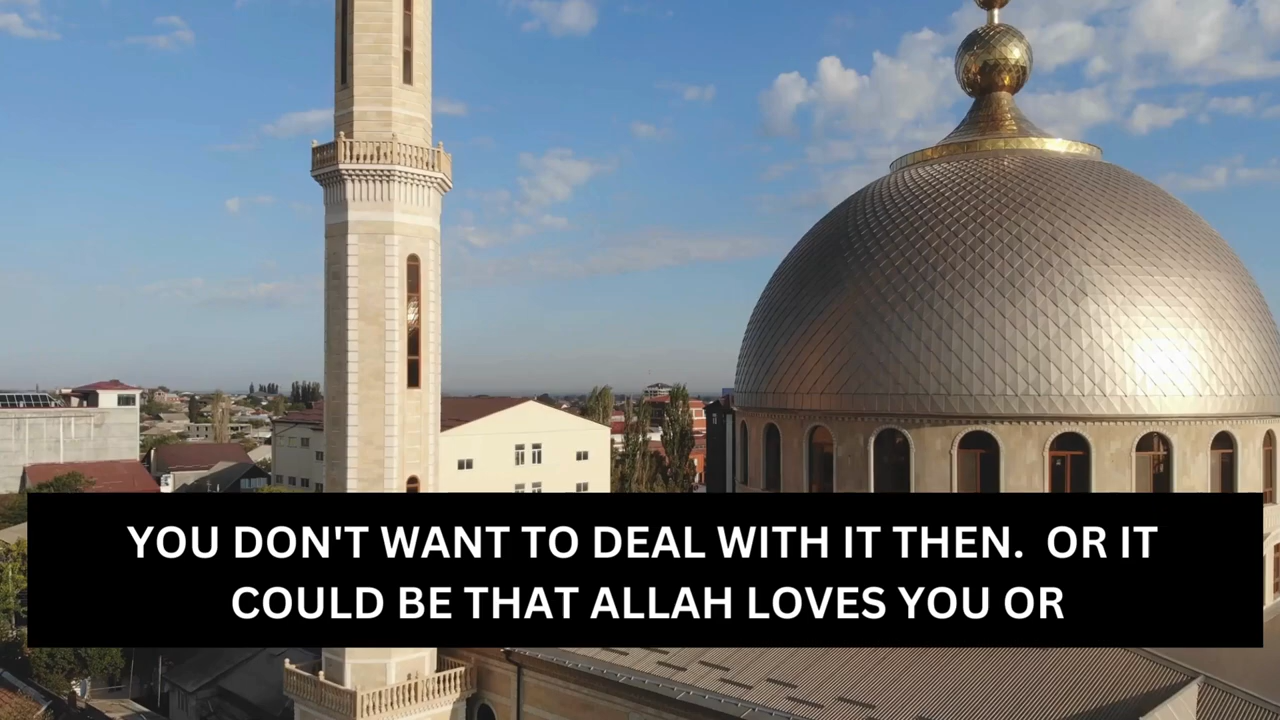 YOU DON'T WANT TO DEAL WITH IT THEN.  OR IT
COULD BE THAT ALLAH LOVES YOU OR